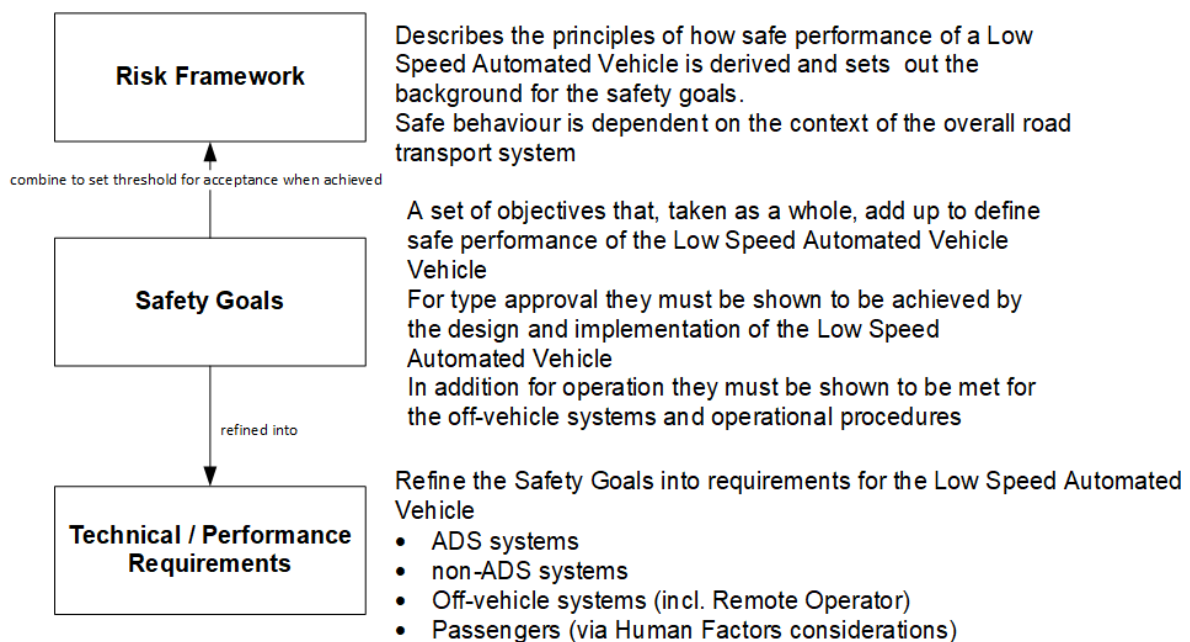 Risk Framework
Describes the principles of how safe performance of a Low
Speed Automated Vehicle is derived and sets out the
background for the safety goals.
Safe behaviour is dependent on the context of the overall road
transport system
combine to set threshold for acceptance when achieved
Safety Goals
A set of objectives that, taken as a whole, add up to define
safe performance of the Low Speed Automated Vehicle
Vehicle
For type approval they must be shown to be achieved by
the design and implementation of the Low Speed
Automated Vehicle
In addition for operation they must be shown to be met for
the off-vehicle systems and operational procedures
refined into
Technical / Performance
Requirements
Refine the Safety Goals into requirements for the Low Speed Automated
Vehicle
• ADS systems
• non-ADS systems
• Off-vehicle systems (incl. Remote Operator)
• Passengers (via Human Factors considerations)